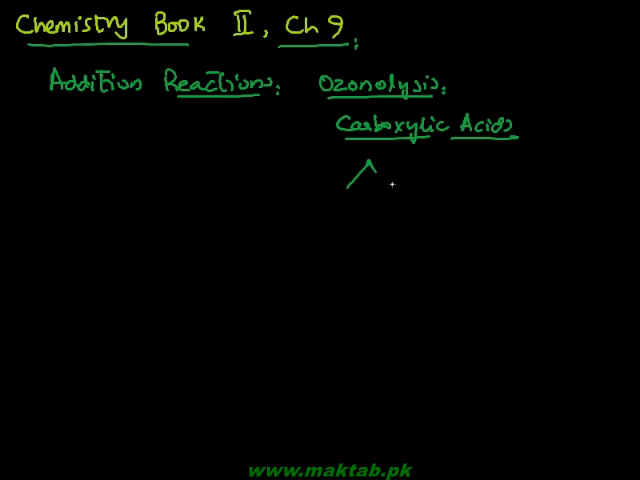 Chemistry Book II, Ch 9:
Addition Reactions: Ozonolysis:
Carboxylic Acids
www.maktab.pk